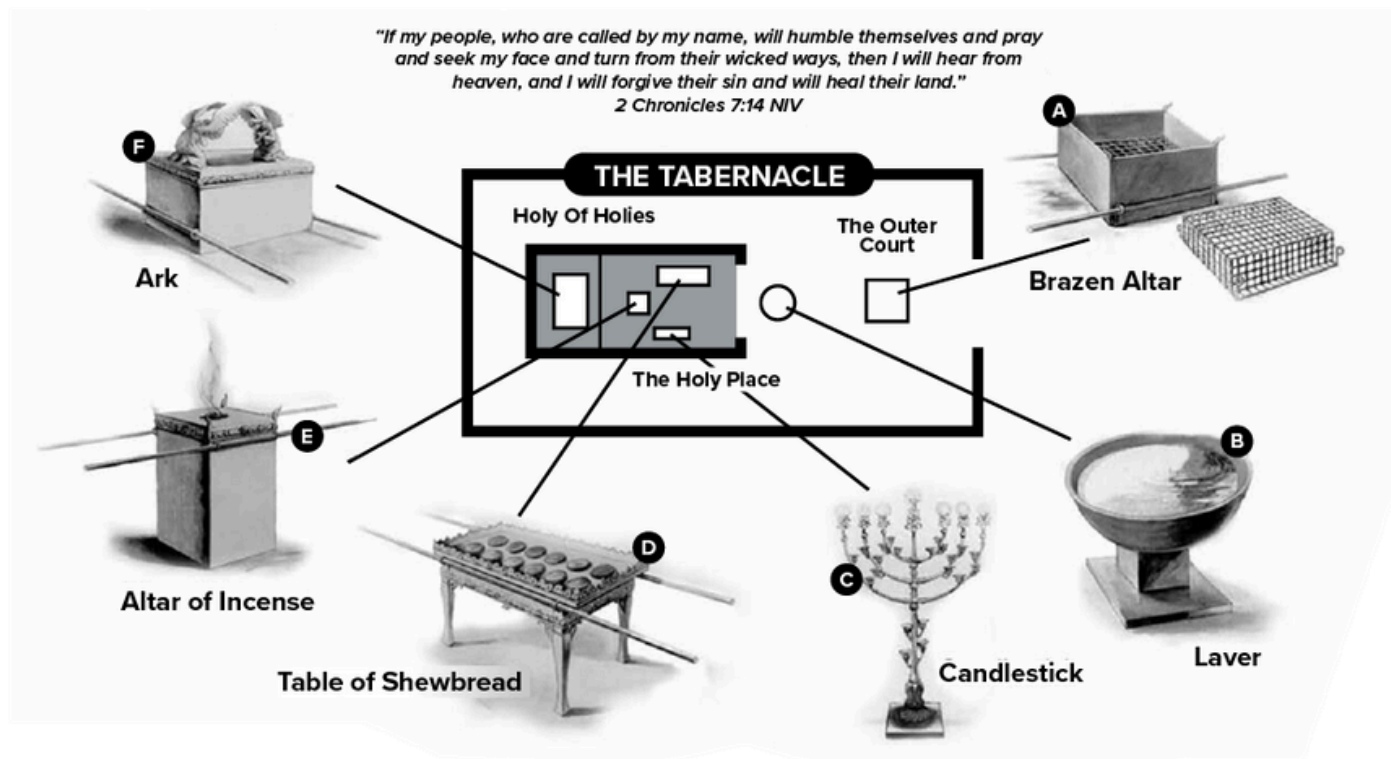 "If my people, who are called by my name, will humble themselves and pray
and seek my face and turn from their wicked ways, then I will hear from
heaven, and I will forgive their sin and will heal their land."
2 Chronicles 7:14 NIV
A
F
THE TABERNACLE
Holy Of Holies
The Outer
Court
Ark
Brazen Altar
The Holy Place
E
B
D
C
Altar of Incense
Laver
Candlestick
Table of Shewbread